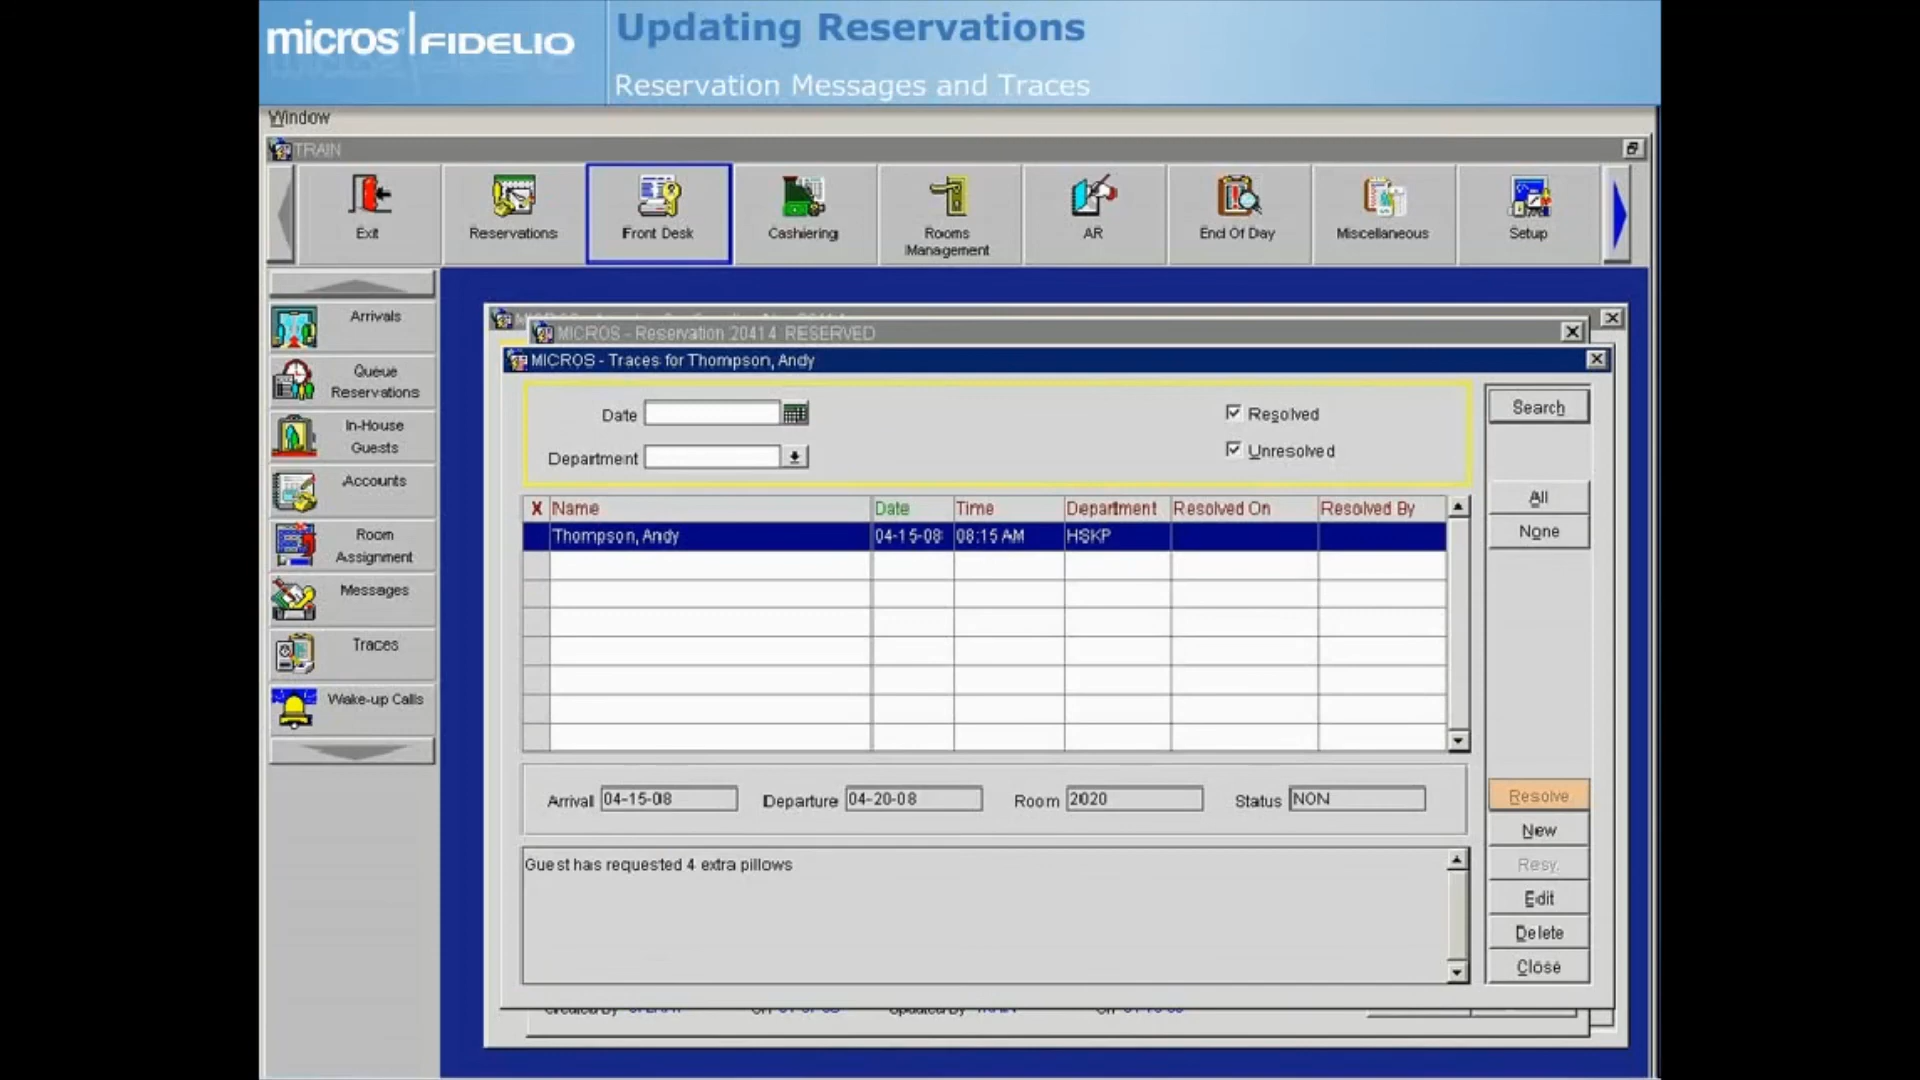 micros FIDELIO
Updating Reservations
Reservation Messages and Traces
Window
TRAIN
Exit
Reservations
Front Desk
Cashiering
Rooms
Management
AR
End Of Day
Miscellaneous
Setup
Arrivals
Queue
Reservations
In-House
Guests
Accounts
Room
Assignment
Messages
Traces
Wake-up Calls
MICROS - Reservation 20414 RESERVED
MICROS - Traces for Thompson, Andy
Date
Resolved
Search
Department
Unresolved
All
None
X Name Date Time Department Resolved On Resolved By
Thompson, Andy 04-15-08 08:15 AM HSKP
Arrival 04-15-08 Departure 04-20-08 Room 2020 Status NON
Resolve
New
Resv.
Edit
Delete
Close
Guest has requested 4 extra pillows